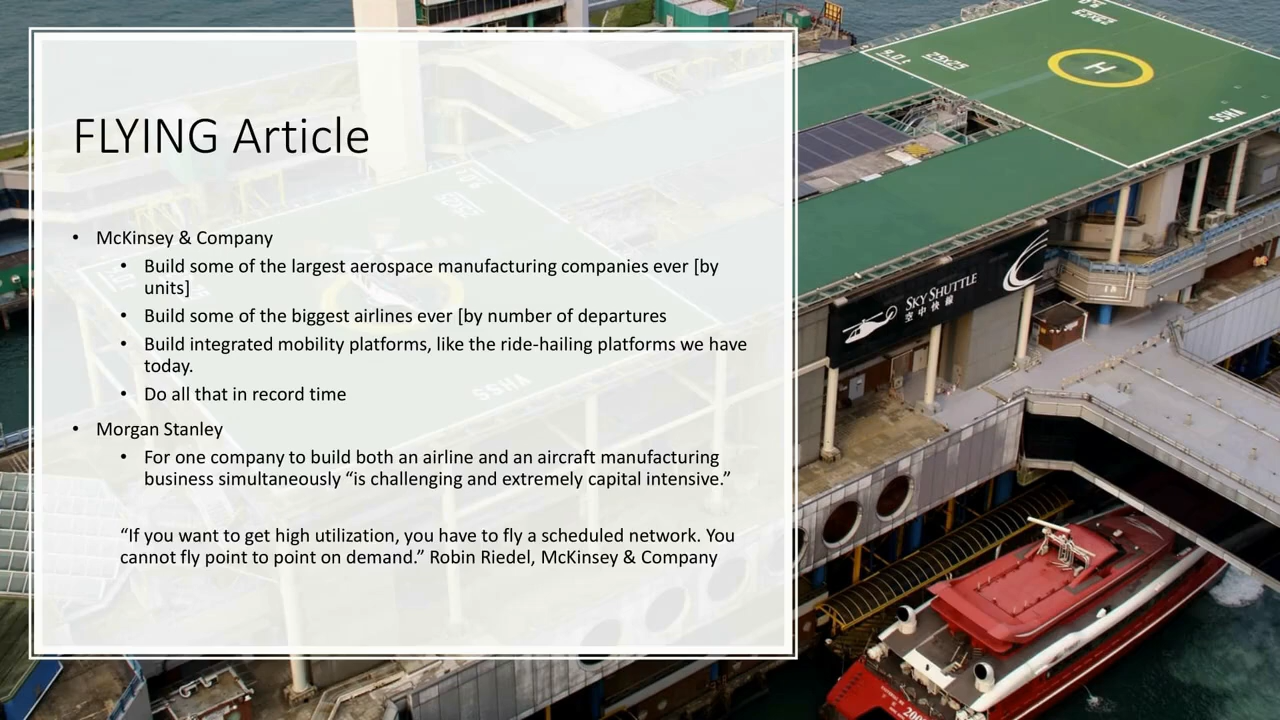 FLYING Article
• McKinsey & Company
• Build some of the largest aerospace manufacturing companies ever [by
units]
• Build some of the biggest airlines ever [by number of departures
• Build integrated mobility platforms, like the ride-hailing platforms we have
today.
• Do all that in record time
• Morgan Stanley
• For one company to build both an airline and an aircraft manufacturing
business simultaneously “is challenging and extremely capital intensive.”
“If you want to get high utilization, you have to fly a scheduled network. You
cannot fly point to point on demand.” Robin Riedel, McKinsey & Company
H
SKY SHUTTLE
空中快線